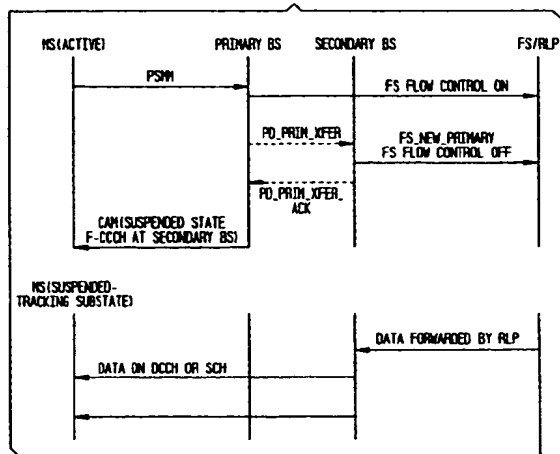 MS(ACTIVE) PRIMARY BS SECONDARY BS FS/RLP
PSMM
FS FLOW CONTROL ON
PD_PRIM_XFER
FS_NEW_PRIMARY
FS FLOW CONTROL OFF
PD_PRIM_XFER_
ACK
CAM(SUSPENDED STATE
F-DCCH AT SECONDARY BS)
MS(SUSPENDED-
TRACKING SUBSTATE)
DATA FORWARDED BY RLP
DATA ON DCCH OR SCH